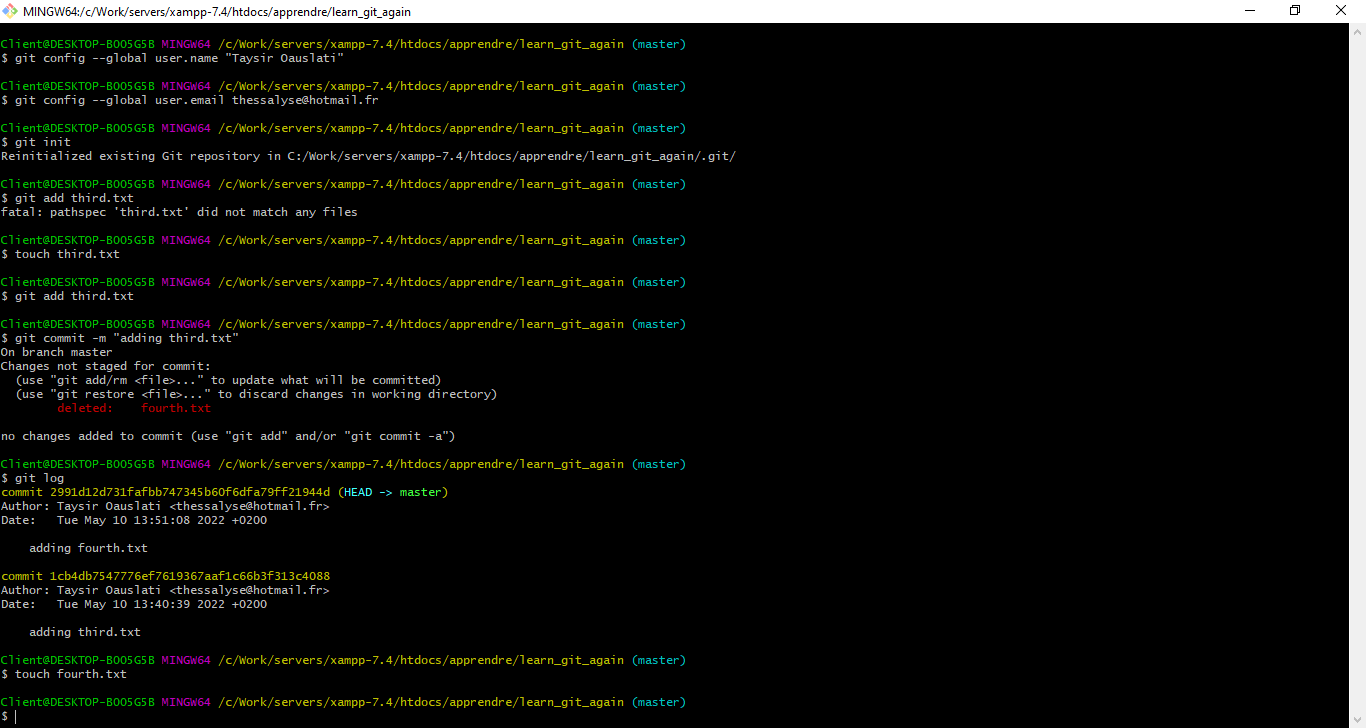 MINGW64:/c/Work/servers/xampp-7.4/htdocs/apprendre/learn_git_again
Client@DESKTOP-BOO5G5B MINGW64 /c/Work/servers/xampp-7.4/htdocs/apprendre/learn_git_again (master)
$ git config --global user.name "Taysir Oauslati"
Client@DESKTOP-BOO5G5B MINGW64 /c/Work/servers/xampp-7.4/htdocs/apprendre/learn_git_again (master)
$ git config --global user.email thessalyse@hotmail.fr
Client@DESKTOP-BOO5G5B MINGW64 /c/Work/servers/xampp-7.4/htdocs/apprendre/learn_git_again (master)
$ git init
Reinitialized existing Git repository in C:/Work/servers/xampp-7.4/htdocs/apprendre/learn_git_again/.git/
Client@DESKTOP-BOO5G5B MINGW64 /c/Work/servers/xampp-7.4/htdocs/apprendre/learn_git_again (master)
$ git add third.txt
fatal: pathspec 'third.txt' did not match any files
Client@DESKTOP-BOO5G5B MINGW64 /c/Work/servers/xampp-7.4/htdocs/apprendre/learn_git_again (master)
$ touch third.txt
Client@DESKTOP-BOO5G5B MINGW64 /c/Work/servers/xampp-7.4/htdocs/apprendre/learn_git_again (master)
$ git add third.txt
Client@DESKTOP-BOO5G5B MINGW64 /c/Work/servers/xampp-7.4/htdocs/apprendre/learn_git_again (master)
$ git commit -m "adding third.txt"
On branch master
Changes not staged for commit:
  (use "git add/rm <file>..." to update what will be committed)
  (use "git restore <file>..." to discard changes in working directory)
        deleted:    fourth.txt
no changes added to commit (use "git add" and/or "git commit -a")
Client@DESKTOP-BOO5G5B MINGW64 /c/Work/servers/xampp-7.4/htdocs/apprendre/learn_git_again (master)
$ git log
commit 2991d12d731fafbb747345b60f6dfa79ff21944d (HEAD -> master)
Author: Taysir Oauslati <thessalyse@hotmail.fr>
Date:   Tue May 10 13:51:08 2022 +0200
    adding fourth.txt
commit 1cb4db7547776ef7619367aaf1c66b3f313c4088
Author: Taysir Oauslati <thessalyse@hotmail.fr>
Date:   Tue May 10 13:40:39 2022 +0200
    adding third.txt
Client@DESKTOP-BOO5G5B MINGW64 /c/Work/servers/xampp-7.4/htdocs/apprendre/learn_git_again (master)
$ touch fourth.txt
Client@DESKTOP-BOO5G5B MINGW64 /c/Work/servers/xampp-7.4/htdocs/apprendre/learn_git_again (master)
$